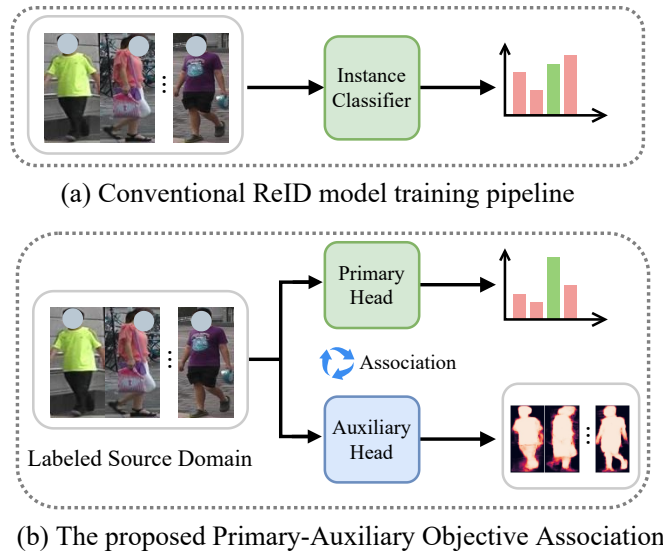 Instance
Classifier
(a) Conventional ReID model training pipeline
Primary
Head
Association
Auxiliary
Head
Labeled Source Domain
(b) The proposed Primary-Auxiliary Objective Association